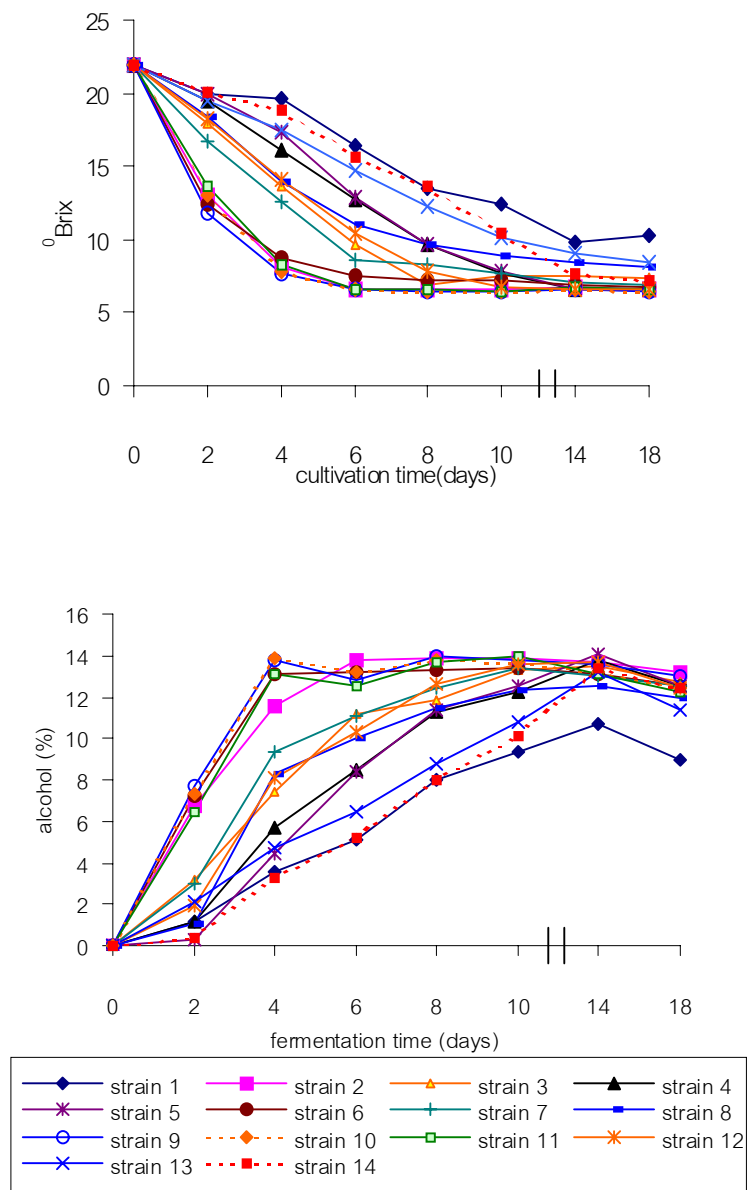 25
20
15
10
5
0
⁰Brix
0 2 4 6 8 10 14 18
cultivation time(days)
16
14
12
10
8
6
4
2
0
alcohol (%)
0 2 4 6 8 10 14 18
fermentation time (days)
strain 1 strain 2 strain 3 strain 4
strain 5 strain 6 strain 7 strain 8
strain 9 strain 10 strain 11 strain 12
strain 13 strain 14